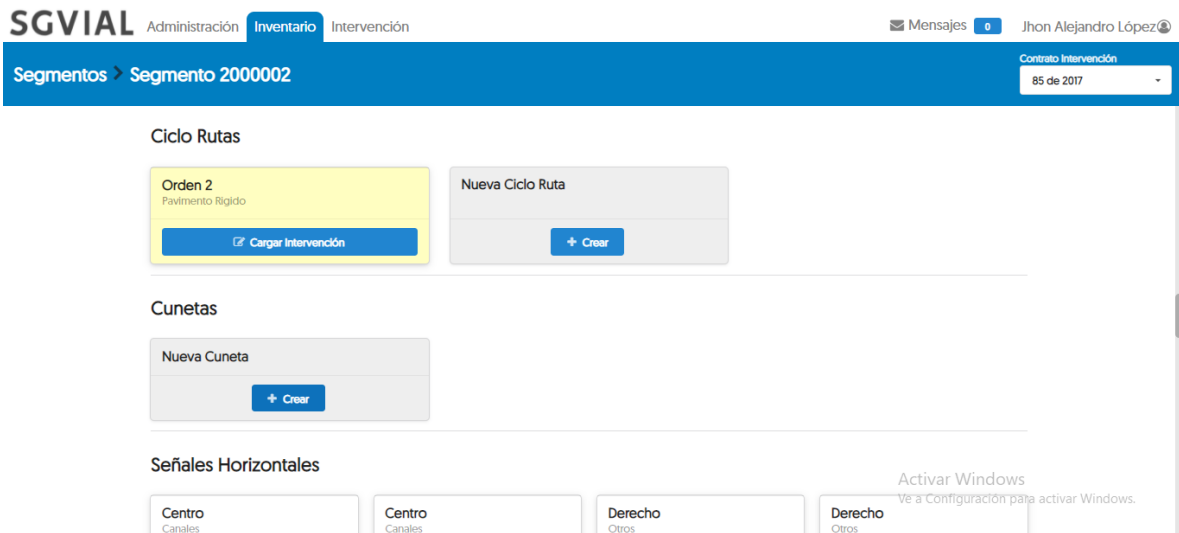 SGVIAL Administración Inventario Intervención Mensajes 0 Jhon Alejandro López
Contrato Intervención
Segmentos Segmento 2000002 85 de 2017
Ciclo Rutas
Orden 2 Nueva Ciclo Ruta
Pavimento Rigido
Cargar Intervención + Crear
Cunetas
Nueva Cuneta
+ Crear
Señales Horizontales
Activar Windows
Ve a Configuración para activar Windows.
Centro Centro Derecho Derecho
Canales Canales Otros Otros